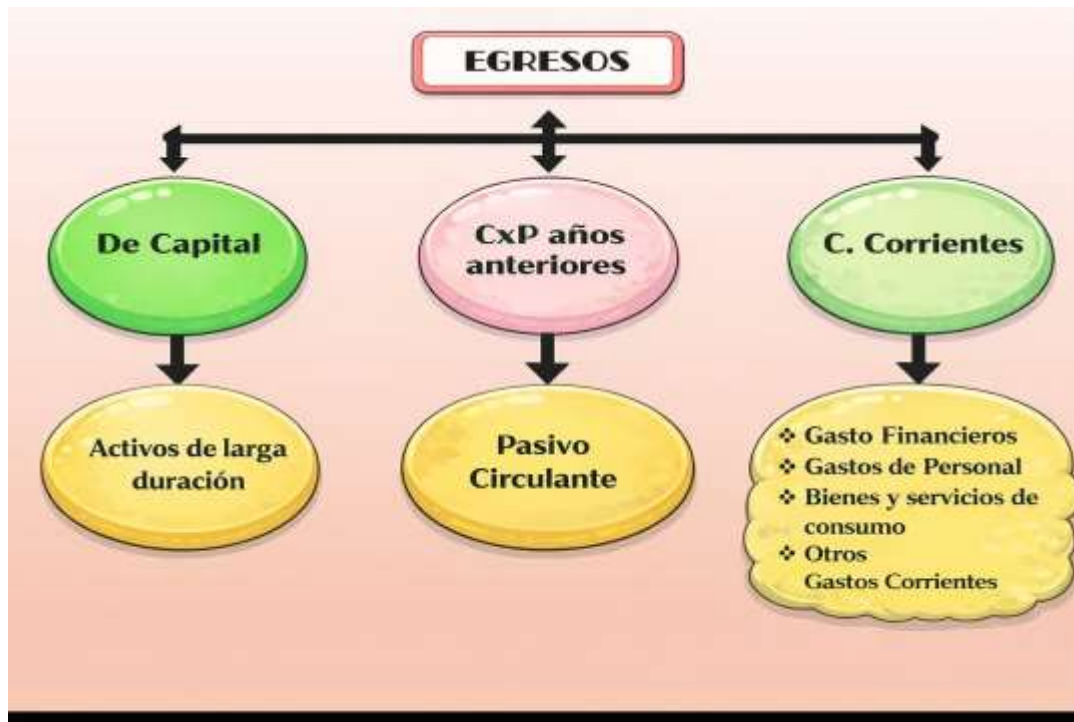 EGRESOS
De Capital
CxP años
anteriores
C. Corrientes
Activos de larga
duración
Pasivo
Circulante
❖ Gasto Financieros
❖ Gastos de Personal
❖ Bienes y servicios de
consumo
❖ Otros
Gastos Corrientes